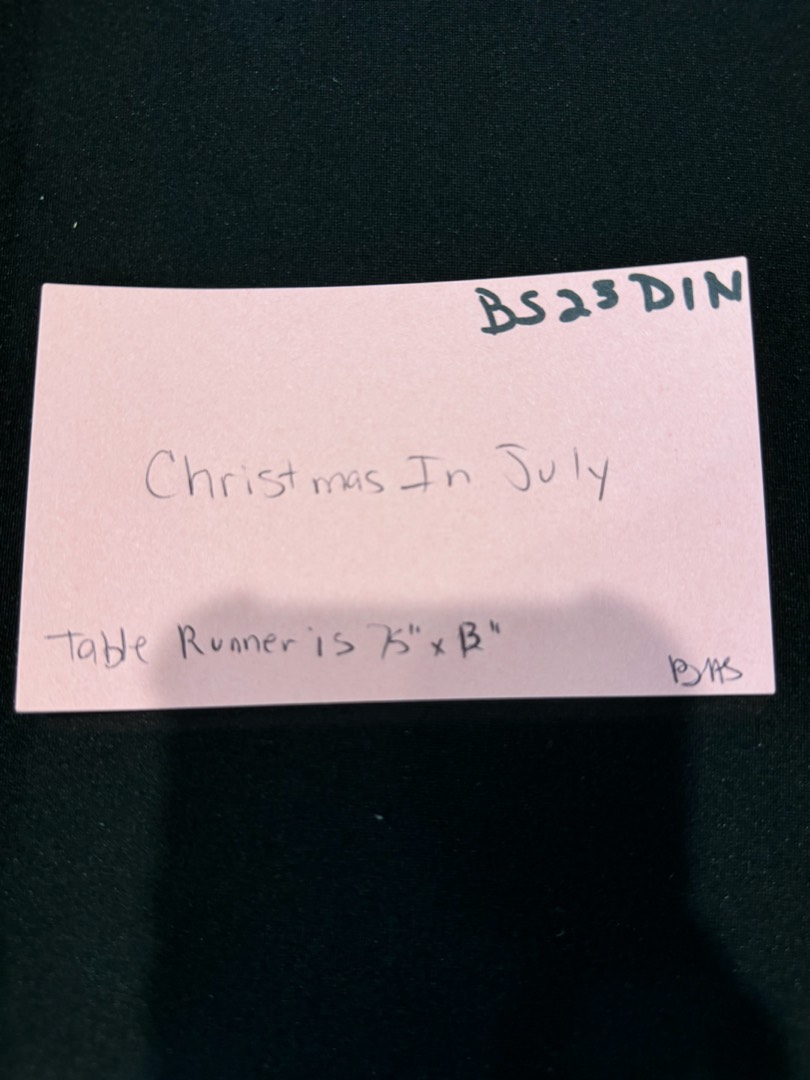 BS23DIN
Christmas In July
Table Runner is 75" x 13"